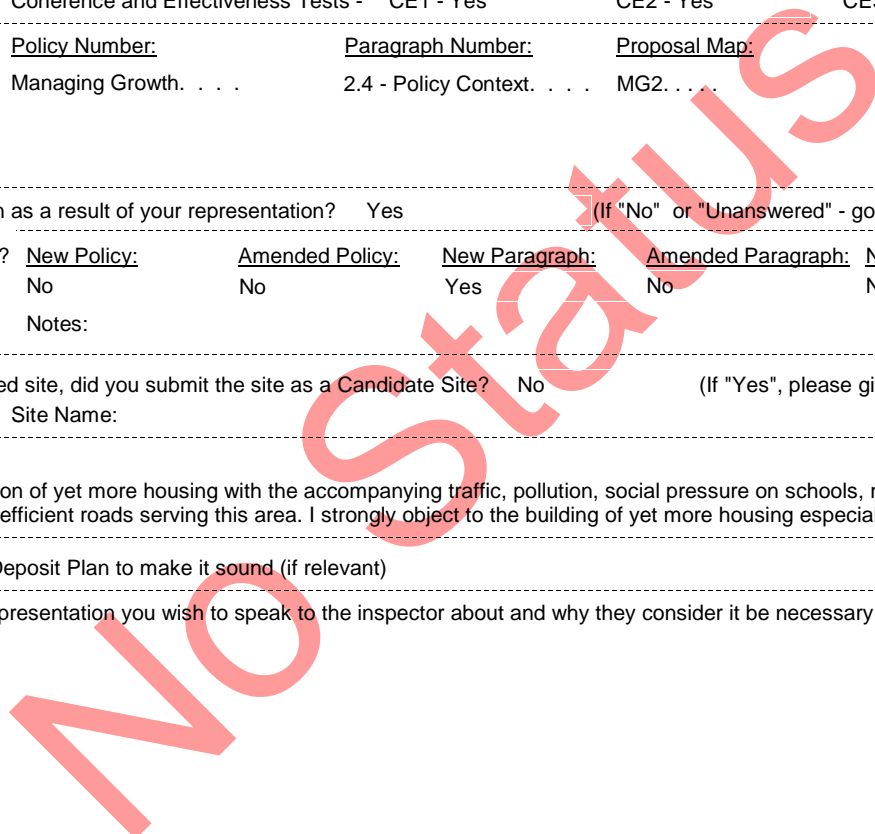 Coherence and Effectiveness Tests - CE1 - Yes CE2 - Yes
Policy Number: Paragraph Number: Proposal Map:
Managing Growth. . . . 2.4 - Policy Context. . . . MG2. . . . .
as a result of your representation? Yes (If "No" or "Unanswered" - go
? New Policy: Amended Policy: New Paragraph: Amended Paragraph: N
No No Yes No N
Notes:
ed site, did you submit the site as a Candidate Site? No (If "Yes", please gi
Site Name:
on of yet more housing with the accompanying traffic, pollution, social pressure on schools,
efficient roads serving this area. I strongly object to the building of yet more housing especial
Deposit Plan to make it sound (if relevant)
presentation you wish to speak to the inspector about and why they consider it be necessary
No Status